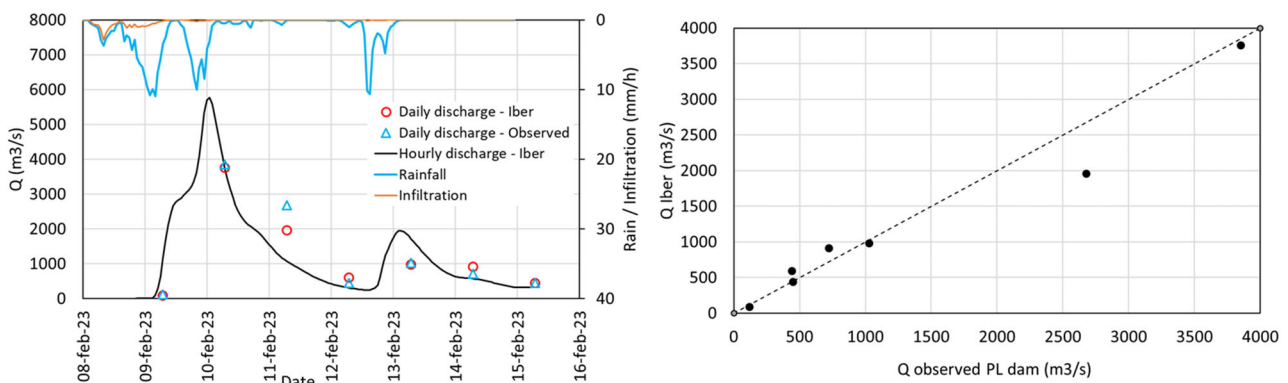 8000
7000
6000
5000
4000
3000
2000
1000
0
Q (m3/s)
0
10
20
30
40
Rain / Infiltration (mm/h)
Daily discharge - Iber
Daily discharge - Observed
Hourly discharge - Iber
Rainfall
Infiltration
08-feb-23
09-feb-23
10-feb-23
11-feb-23
12-feb-23
13-feb-23
14-feb-23
15-feb-23
16-feb-23
Date
4000
3500
3000
2500
2000
1500
1000
500
0
Q Iber (m3/s)
0 500 1000 1500 2000 2500 3000 3500 4000
Q observed PL dam (m3/s)